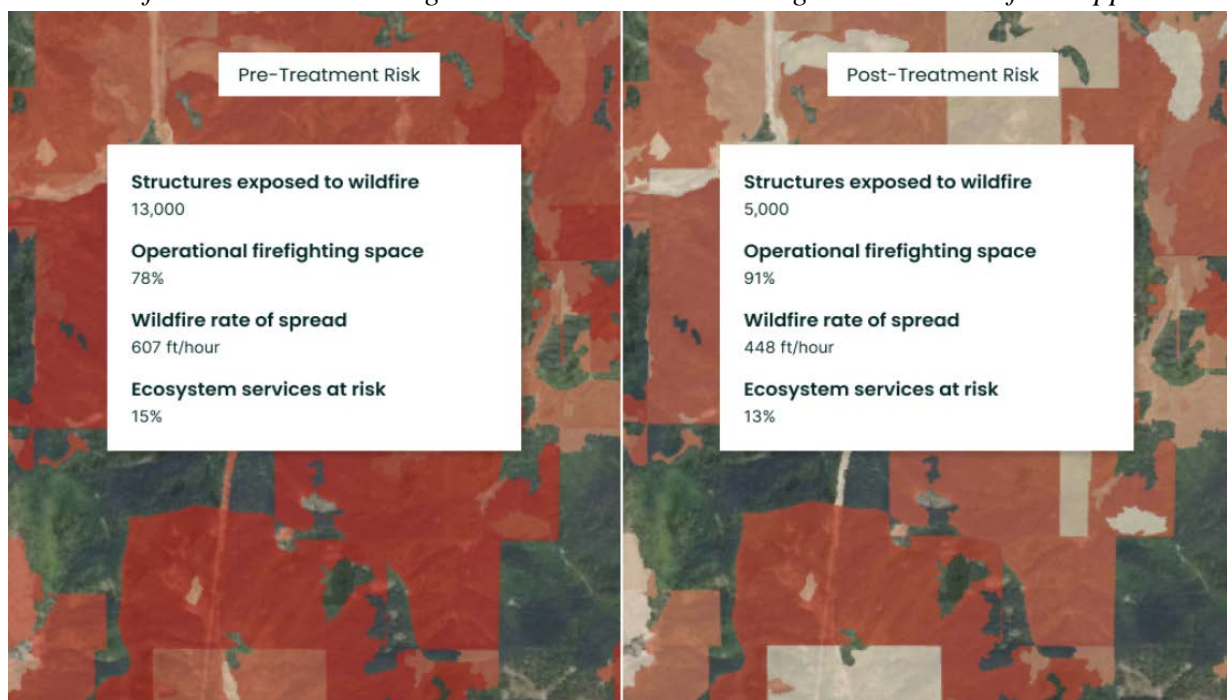 Pre-Treatment Risk
Structures exposed to wildfire
13,000
Operational firefighting space
78%
Wildfire rate of spread
607 ft/hour
Ecosystem services at risk
15%
Post-Treatment Risk
Structures exposed to wildfire
5,000
Operational firefighting space
91%
Wildfire rate of spread
448 ft/hour
Ecosystem services at risk
13%